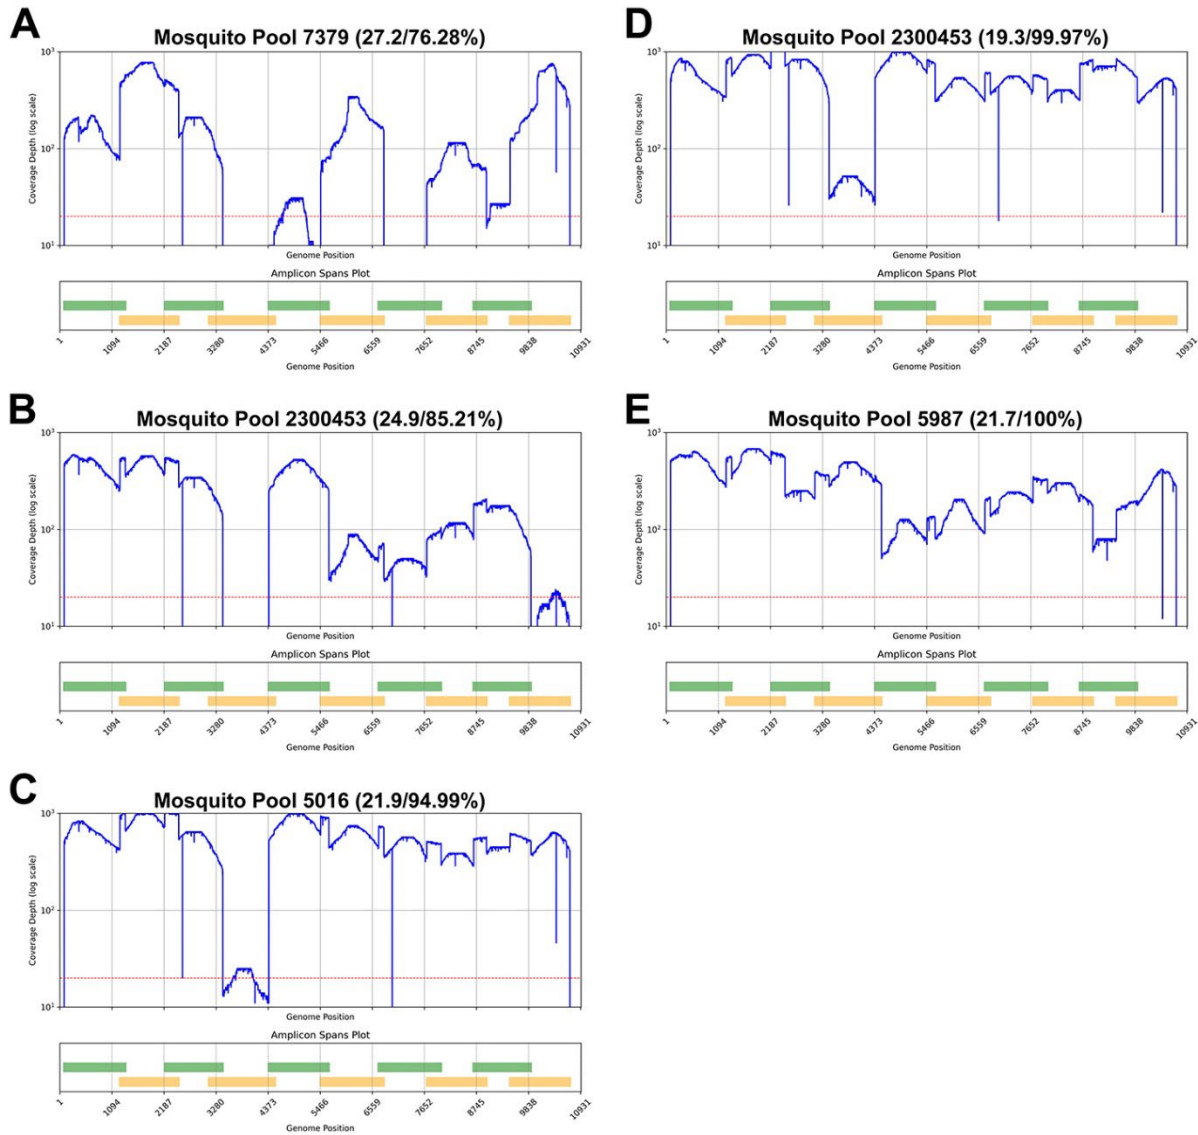 A
Mosquito Pool 7379 (27.2/76.28%)
10³
10²
10¹
Coverage Depth (log scale)
Genome Position
Amplicon Spans Plot
1 1094 2187 3280 4373 5466 6559 7652 8745 9838 10931
Genome Position
B
Mosquito Pool 2300453 (24.9/85.21%)
10³
10²
10¹
Coverage Depth (log scale)
Genome Position
Amplicon Spans Plot
1 1094 2187 3280 4373 5466 6559 7652 8745 9838 10931
Genome Position
C
Mosquito Pool 5016 (21.9/94.99%)
10³
10²
10¹
Coverage Depth (log scale)
Genome Position
Amplicon Spans Plot
1 1094 2187 3280 4373 5466 6559 7652 8745 9838 10931
Genome Position
D
Mosquito Pool 2300453 (19.3/99.97%)
10³
10²
10¹
Coverage Depth (log scale)
Genome Position
Amplicon Spans Plot
1 1094 2187 3280 4373 5466 6559 7652 8745 9838 10931
Genome Position
E
Mosquito Pool 5987 (21.7/100%)
10³
10²
10¹
Coverage Depth (log scale)
Genome Position
Amplicon Spans Plot
1 1094 2187 3280 4373 5466 6559 7652 8745 9838 10931
Genome Position